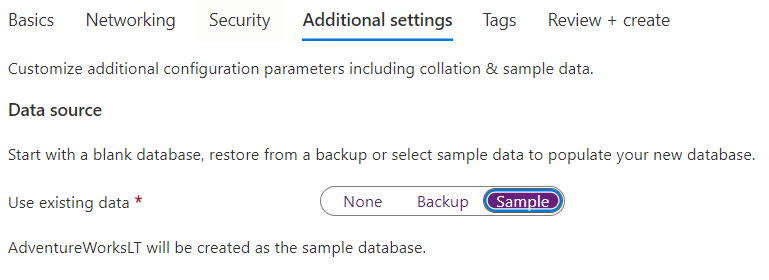 Basics Networking Security Additional settings Tags Review + create
Customize additional configuration parameters including collation & sample data.
Data source
Start with a blank database, restore from a backup or select sample data to populate your new database.
Use existing data * None Backup Sample
AdventureWorksLT will be created as the sample database.